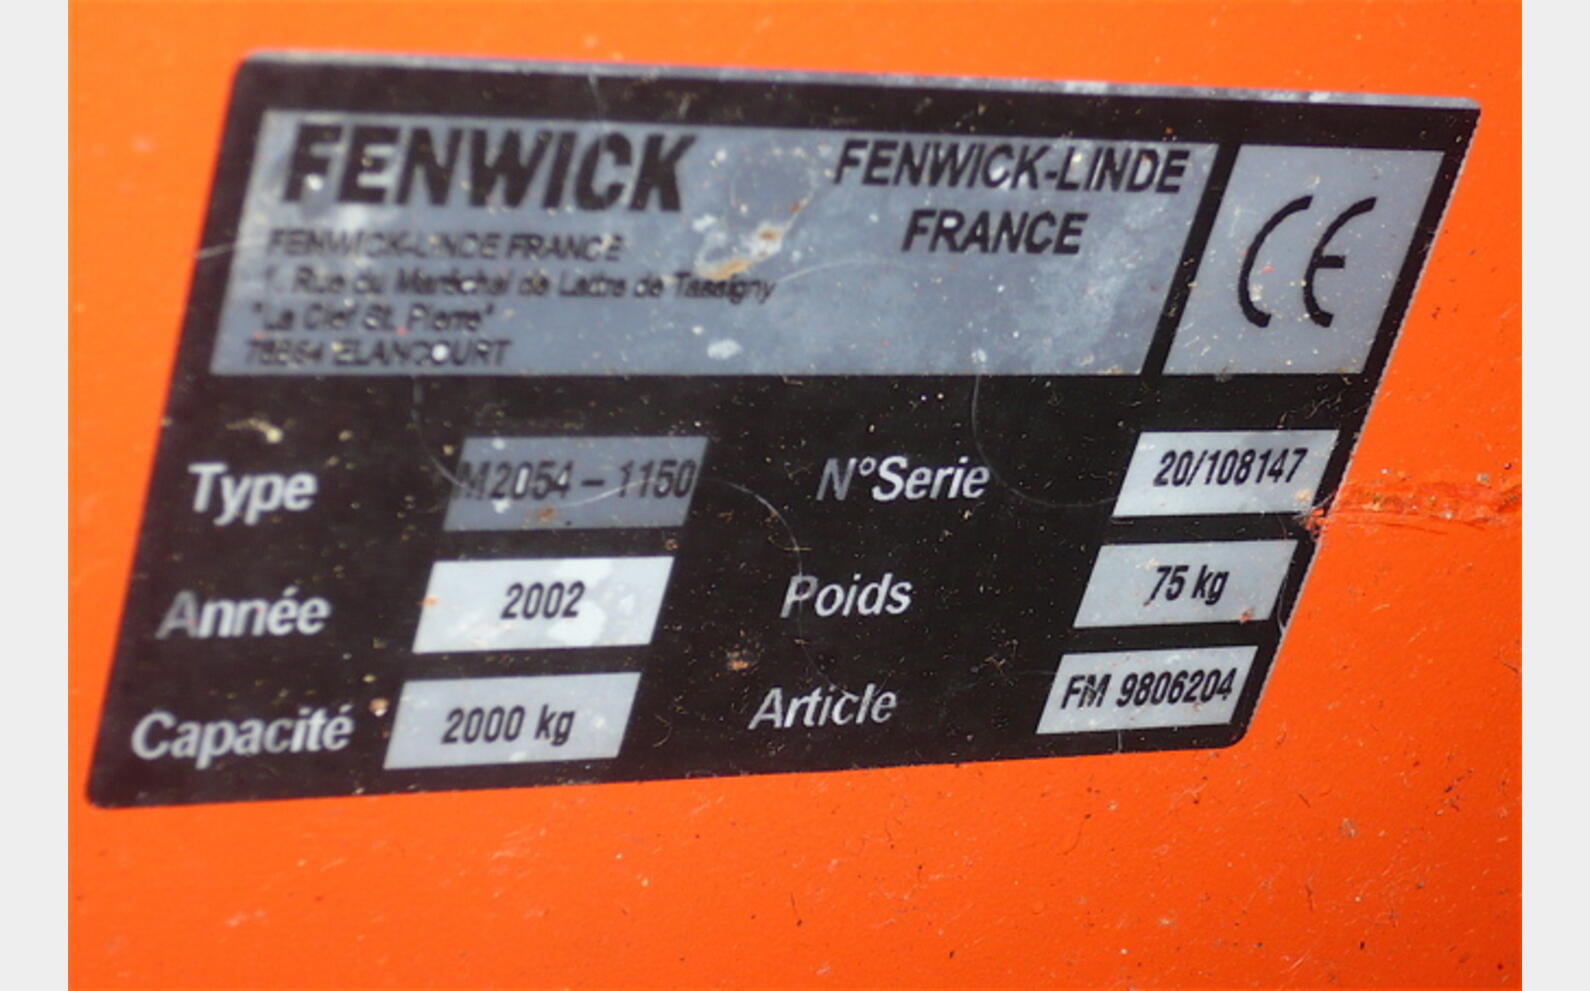 FENWICK
FENWICK-LINDE
FRANCE
FENWICK-LINDE FRANCE
1, Rue du Maréchal de Lattre de Tassigny
"La Clef St. Pierre"
ELANCOURT
CE
Type M2054 – 1150
N°Serie 20/108147
Année 2002
Poids 75 kg
Capacité 2000 kg
Article FM 9806204